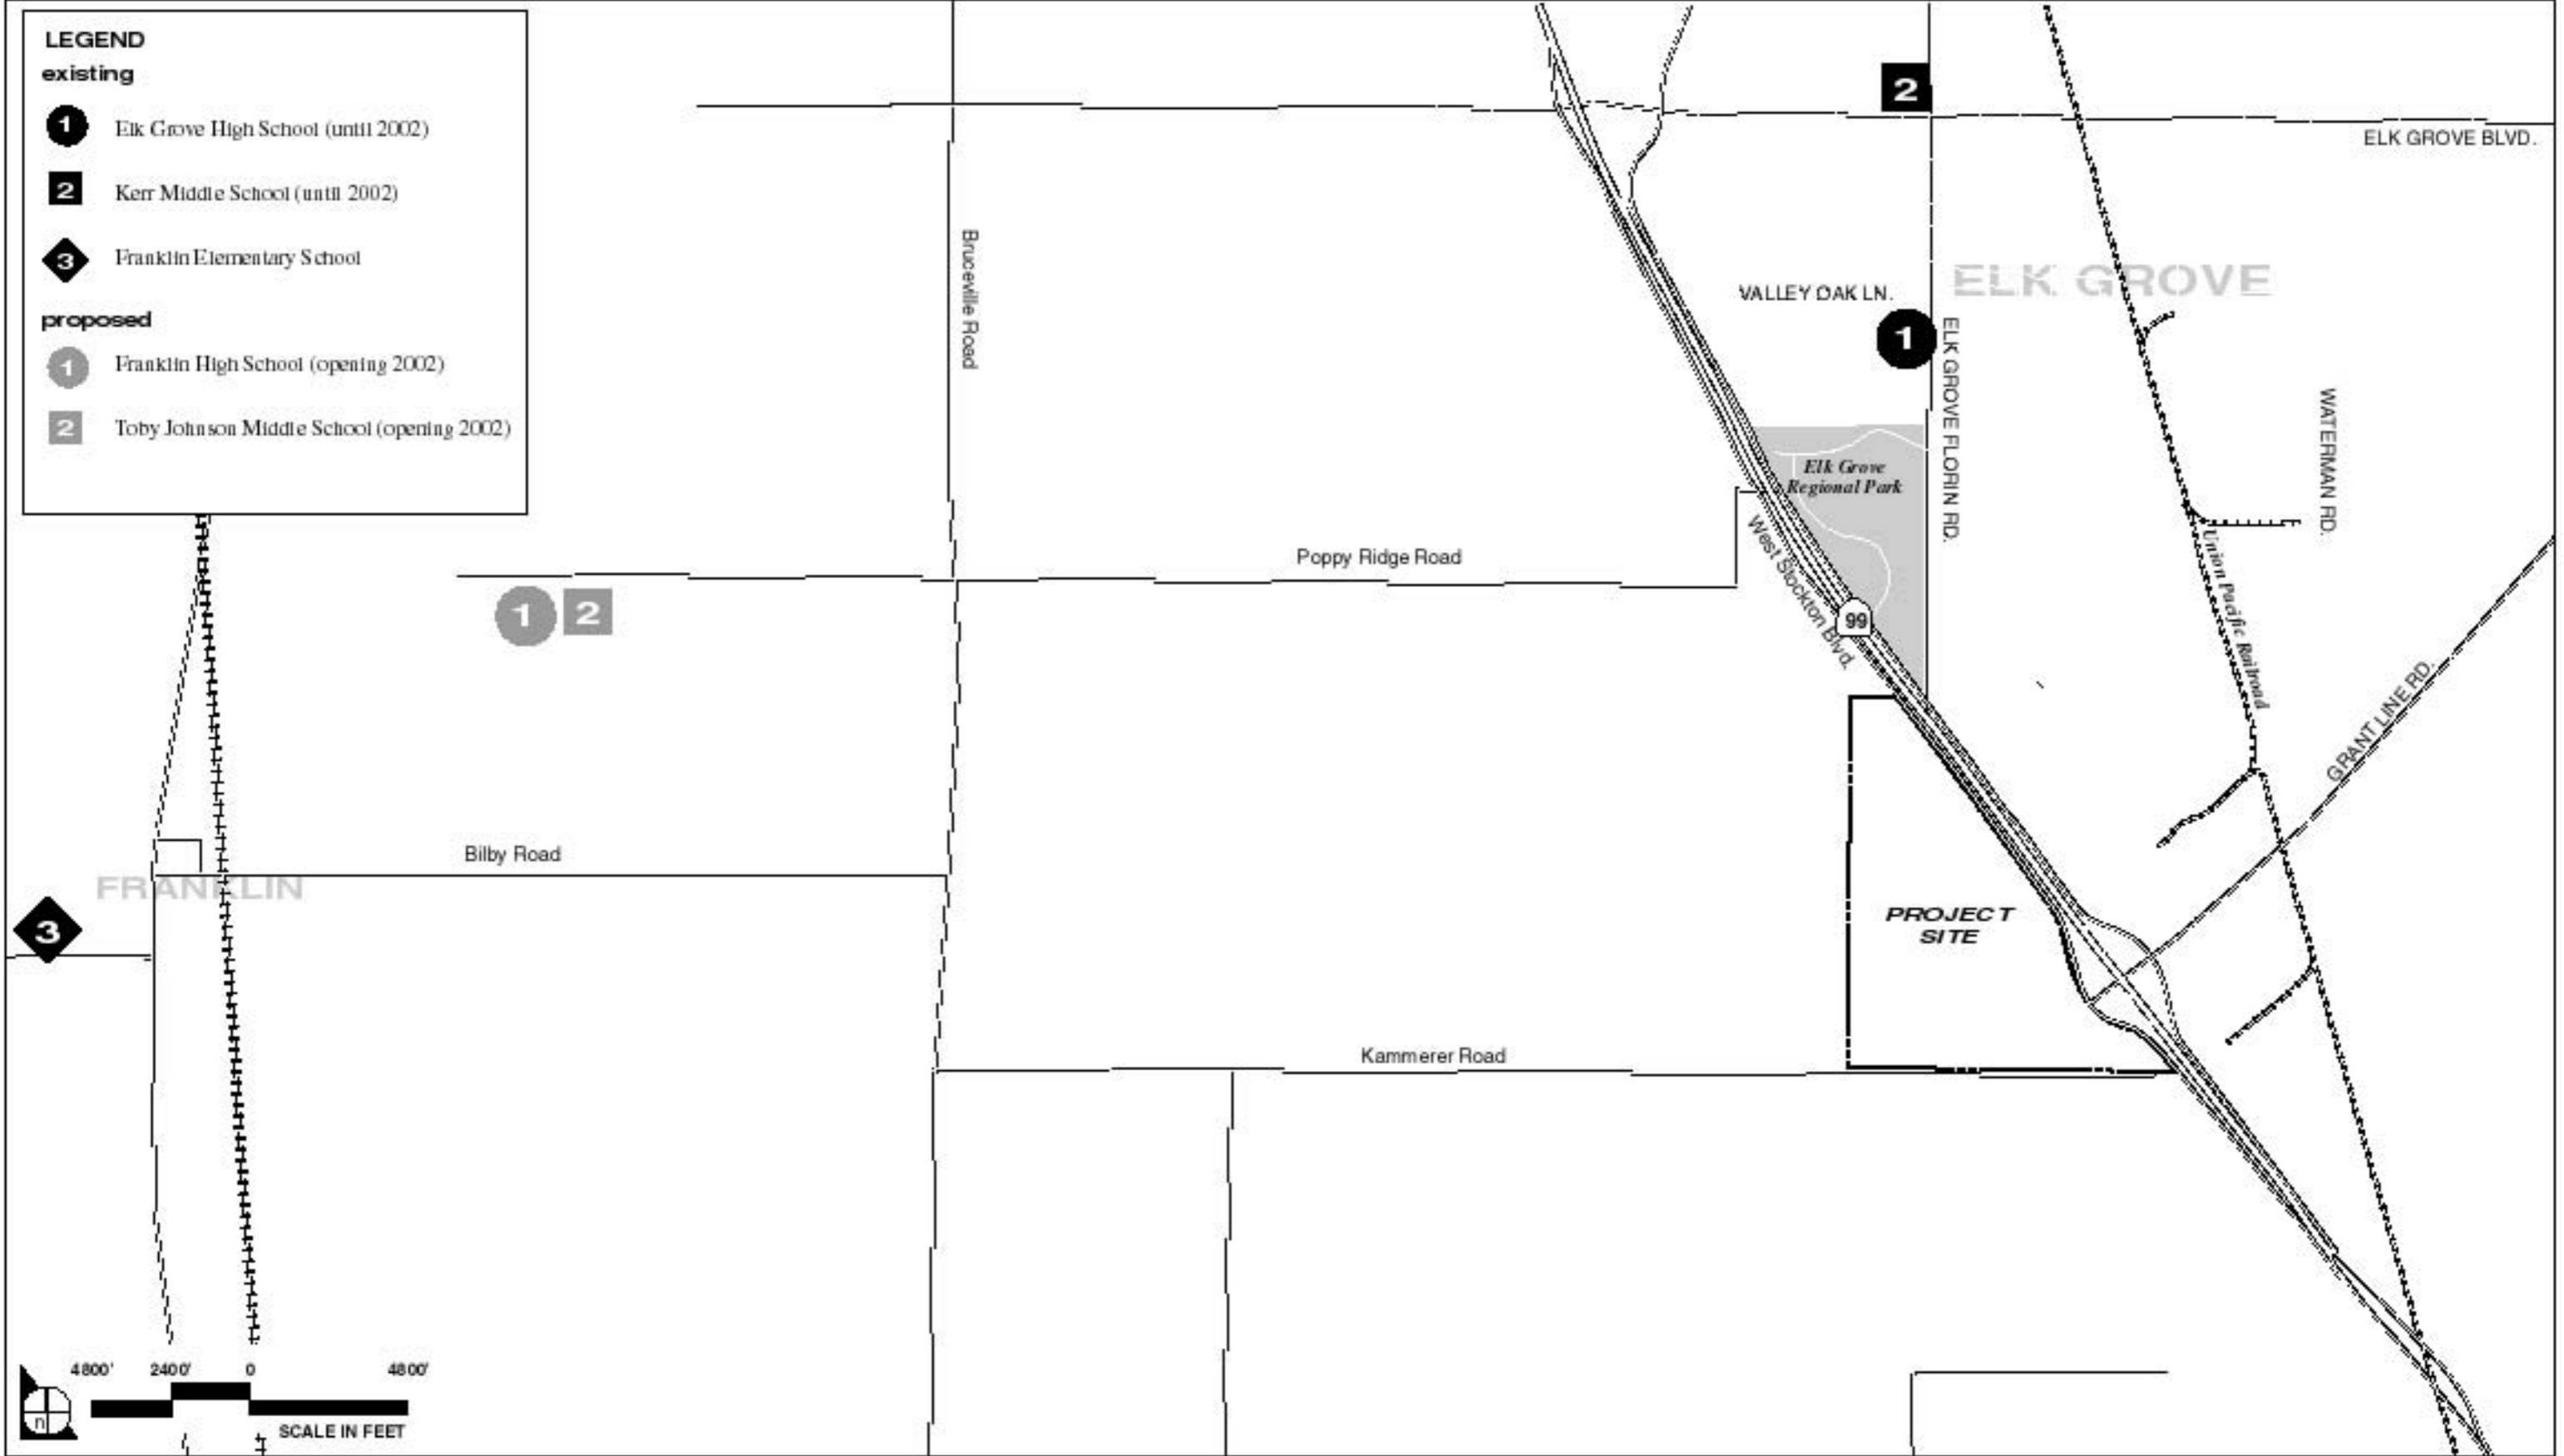 LEGEND
existing
1 Elk Grove High School (until 2002)
2 Kerr Middle School (until 2002)
3 Franklin Elementary School
proposed
1 Franklin High School (opening 2002)
2 Toby Johnson Middle School (opening 2002)
2
ELK GROVE BLVD.
Bruceville Road
VALLEY OAK LN.
ELK GROVE
1
ELK GROVE FLORIN RD.
WATERMAN RD.
Elk Grove
Regional Park
West Stockton Blvd.
99
Union Pacific Railroad
Poppy Ridge Road
1 2
GRANT LINE RD.
Bilby Road
FRANKLIN
3
PROJECT
SITE
Kammerer Road
4800' 2400' 0 4800'
SCALE IN FEET
n